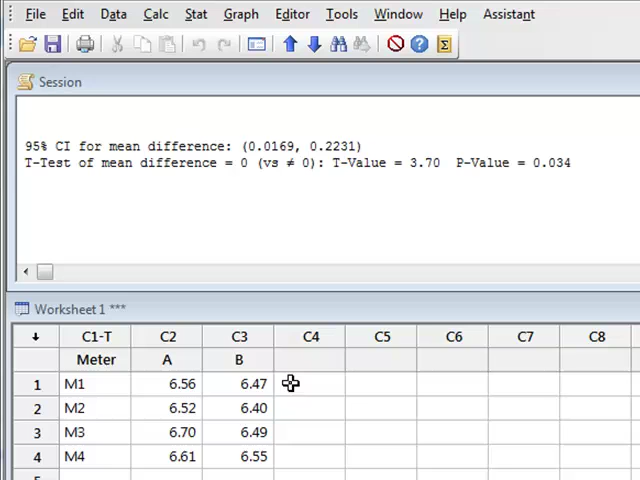 File Edit Data Calc Stat Graph Editor Tools Window Help Assistant
Session
95% CI for mean difference: (0.0169, 0.2231)
T-Test of mean difference = 0 (vs ≠ 0): T-Value = 3.70 P-Value = 0.034
Worksheet 1 ***
C1-T C2 C3 C4 C5 C6 C7 C8
Meter A B
1 M1 6.56 6.47
2 M2 6.52 6.40
3 M3 6.70 6.49
4 M4 6.61 6.55